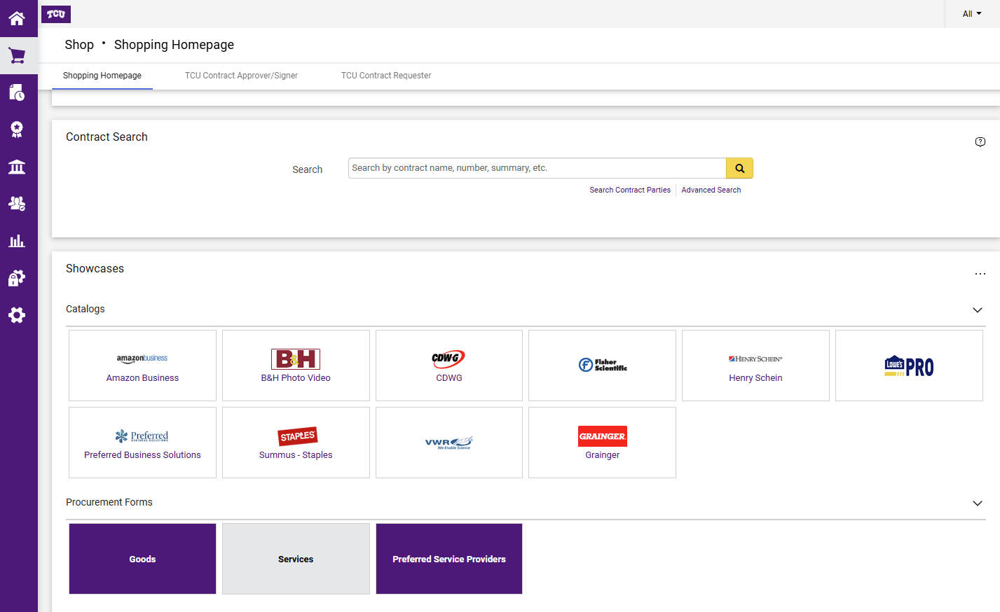 TCU
All
Shop • Shopping Homepage
Shopping Homepage
TCU Contract Approver/Signer
TCU Contract Requester
Contract Search
?
Search
Search by contract name, number, summary, etc.
Search Contract Parties
Advanced Search
Showcases
...
Catalogs
amazonbusiness
Amazon Business
B&H
B&H Photo Video
CDW·G
CDWG
F Fisher
Scientific
HENRY SCHEIN®
Henry Schein
LOWE'S PRO
Preferred
BUSINESS SOLUTIONS
Preferred Business Solutions
STAPLES
Summus - Staples
VWR
We Enable Science
GRAINGER
Grainger
Procurement Forms
Goods
Services
Preferred Service Providers